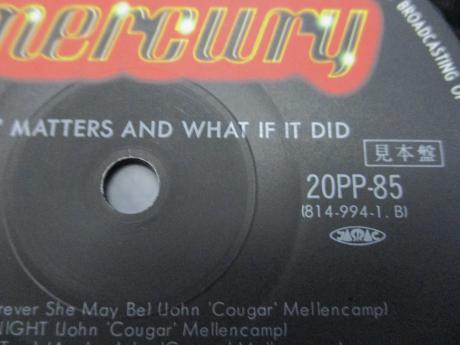 mercury
BROADCASTING OF
MATTERS AND WHAT IF IT DID
見本盤
20PP-85
(814-994-1. B)
JASRAC
rever She May Be) (John 'Cougar' Mellencamp)
NIGHT (John 'Cougar' Mellencamp)